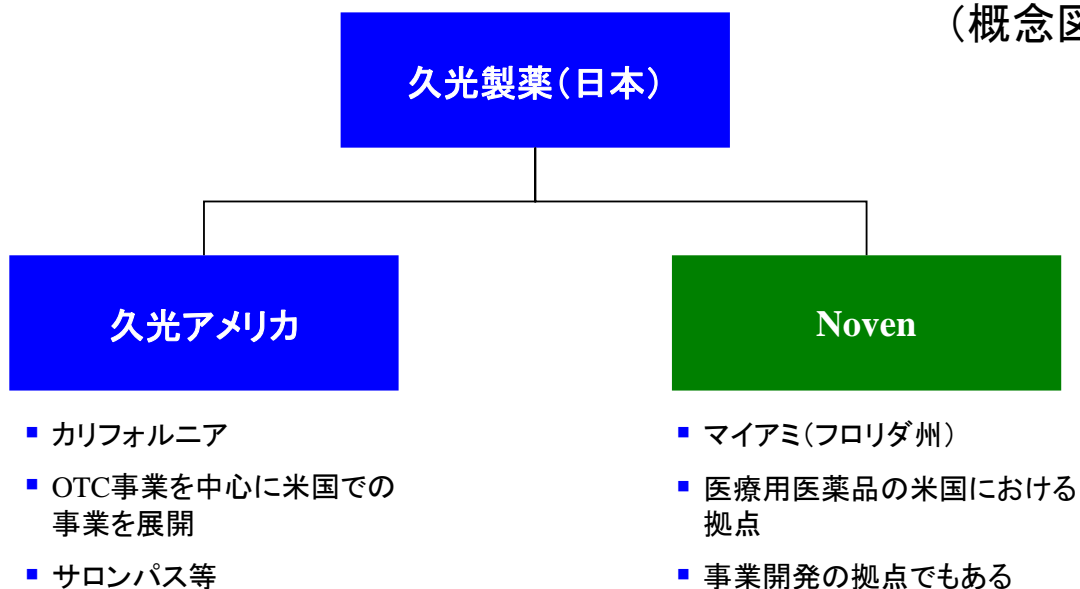 （概念図
久光製薬（日本）
久光アメリカ
Noven
▪ カリフォルニア
▪ OTC事業を中心に米国での
事業を展開
▪ サロンパス等
▪ マイアミ（フロリダ州）
▪ 医療用医薬品の米国における
拠点
▪ 事業開発の拠点でもある